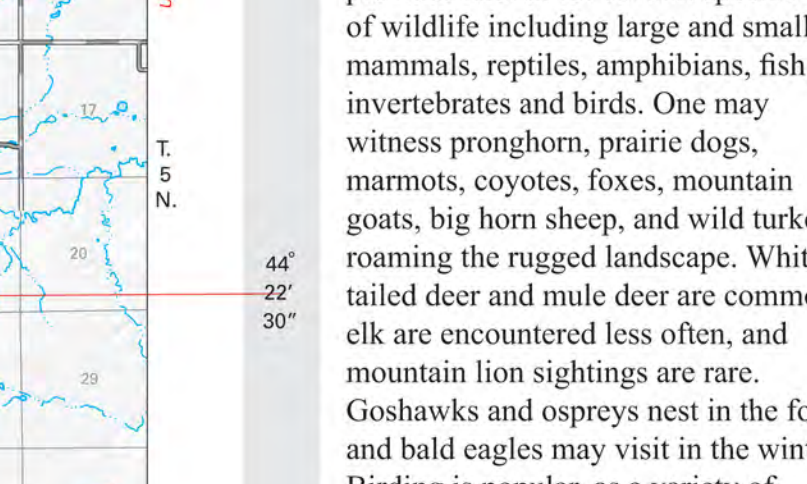 17
T.
5
N.
20
44°
22'
30"
29
of wildlife including large and small
mammals, reptiles, amphibians, fish
invertebrates and birds. One may
witness pronghorn, prairie dogs,
marmots, coyotes, foxes, mountain
goats, big horn sheep, and wild
roaming the rugged landscape.
tailed deer and mule deer are
elk are encountered less often, and
mountain lion sightings are rare.
Goshawks and ospreys nest in the
and bald eagles may visit in the